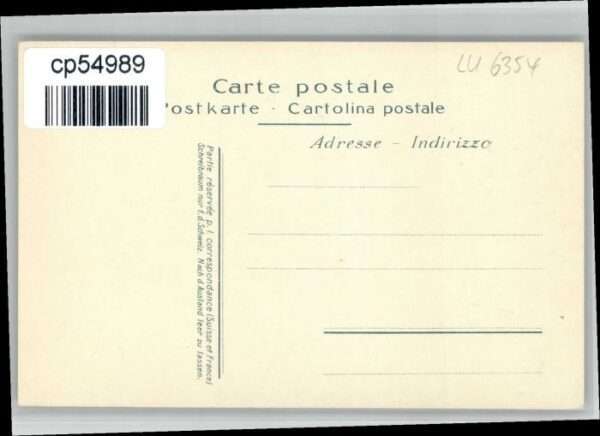 cp54989
LU 6354
Carte postale
Postkarte - Cartolina postale
Adresse - Indirizzo
Partie réservée p. l. correspondance (Suisse et France)
Schreibraum nur f. d. Schweiz. Nach d. Ausland leer zu lassen.